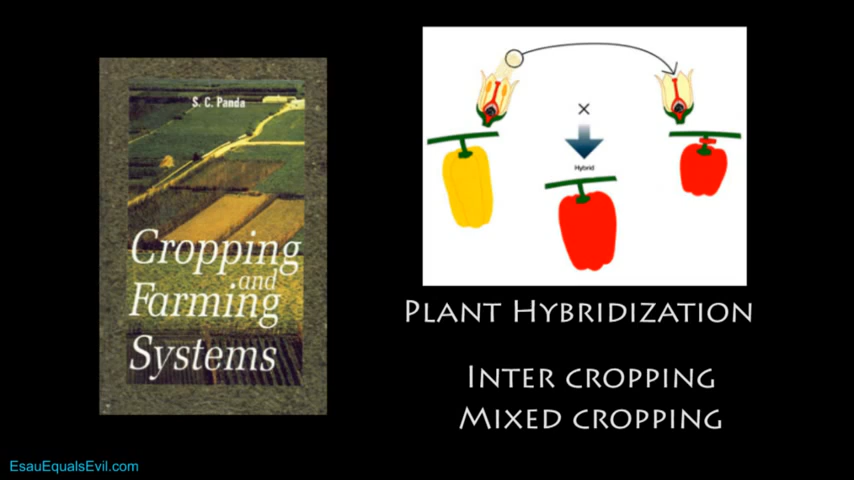 S. C. Panda
Cropping
and
Farming
Systems
Hybrid
PLANT HYBRIDIZATION
INTER CROPPING
MIXED CROPPING
EsauEqualsEvil.com